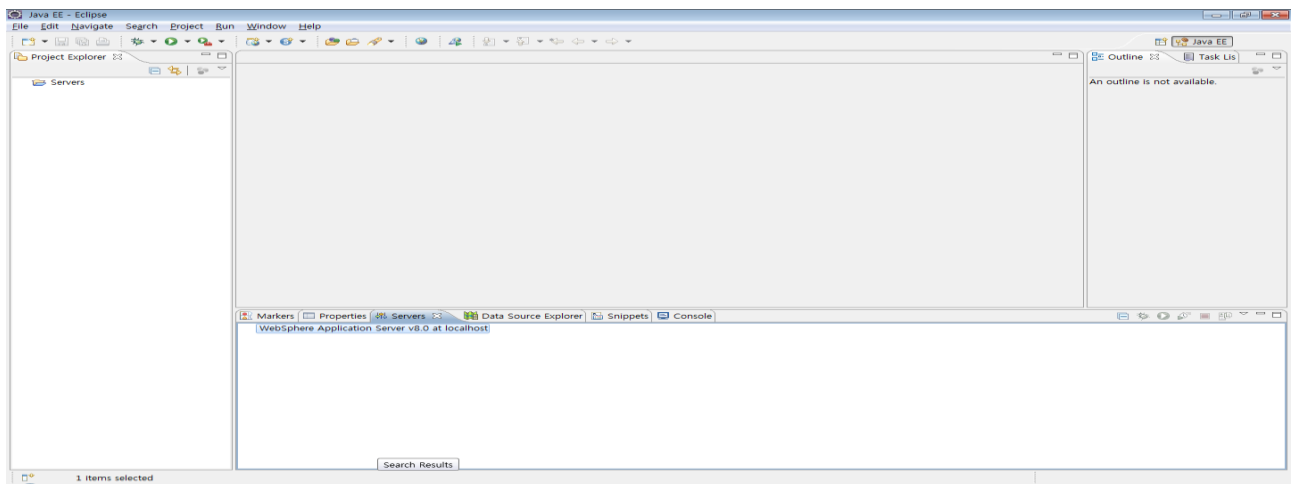 Java EE - Eclipse
File Edit Navigate Search Project Run Window Help
Java EE
Project Explorer
Servers
Outline Task Lis
An outline is not available.
Markers Properties Servers Data Source Explorer Snippets Console
WebSphere Application Server v8.0 at localhost
Search Results
1 items selected